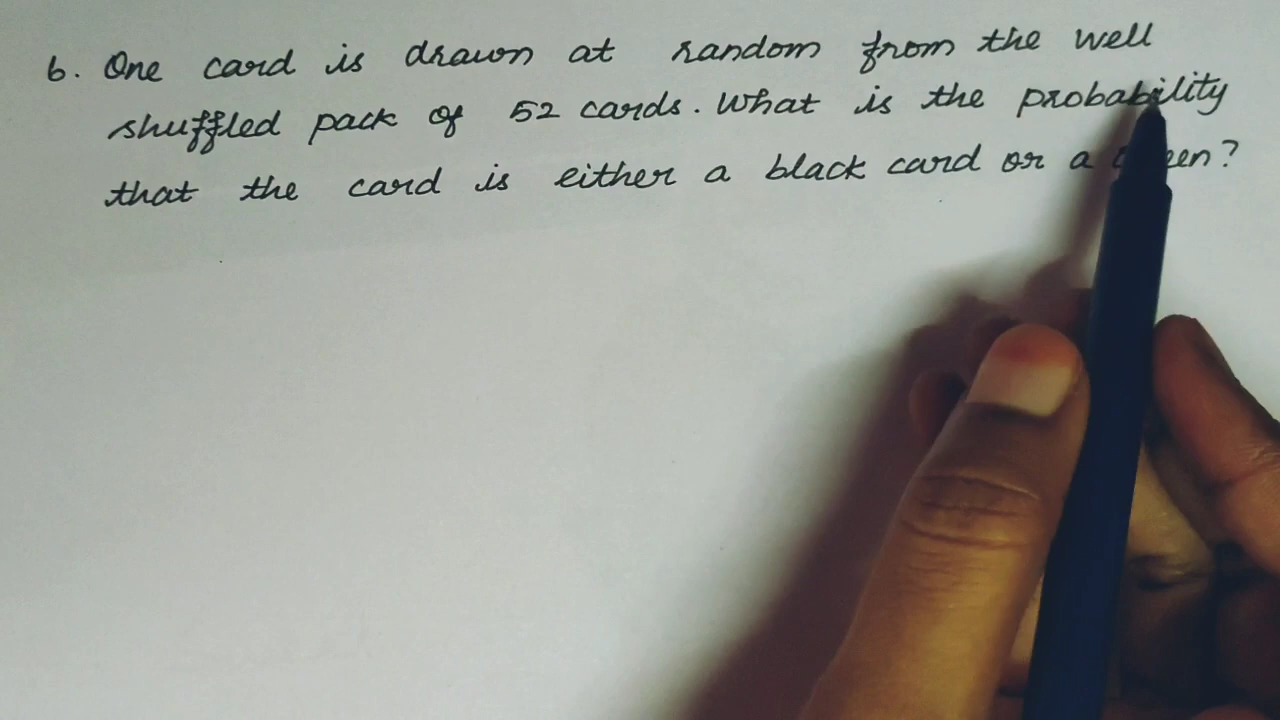 6. One card is drawn at random from the well
shuffled pack of 52 cards. What is the probability
that the card is either a black card or a